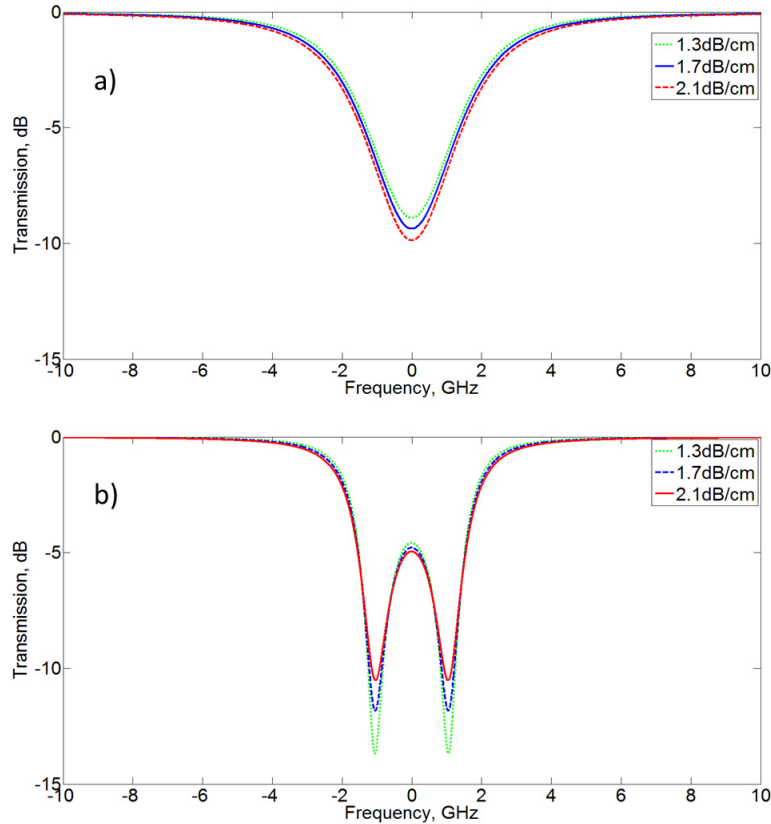 0
a)
1.3dB/cm
1.7dB/cm
2.1dB/cm
-5
Transmission, dB
-10
-15
-10 -8 -6 -4 -2 0 2 4 6 8 10
Frequency, GHz
0
b)
1.3dB/cm
1.7dB/cm
2.1dB/cm
-5
Transmission, dB
-10
-15
-10 -8 -6 -4 -2 0 2 4 6 8 10
Frequency, GHz